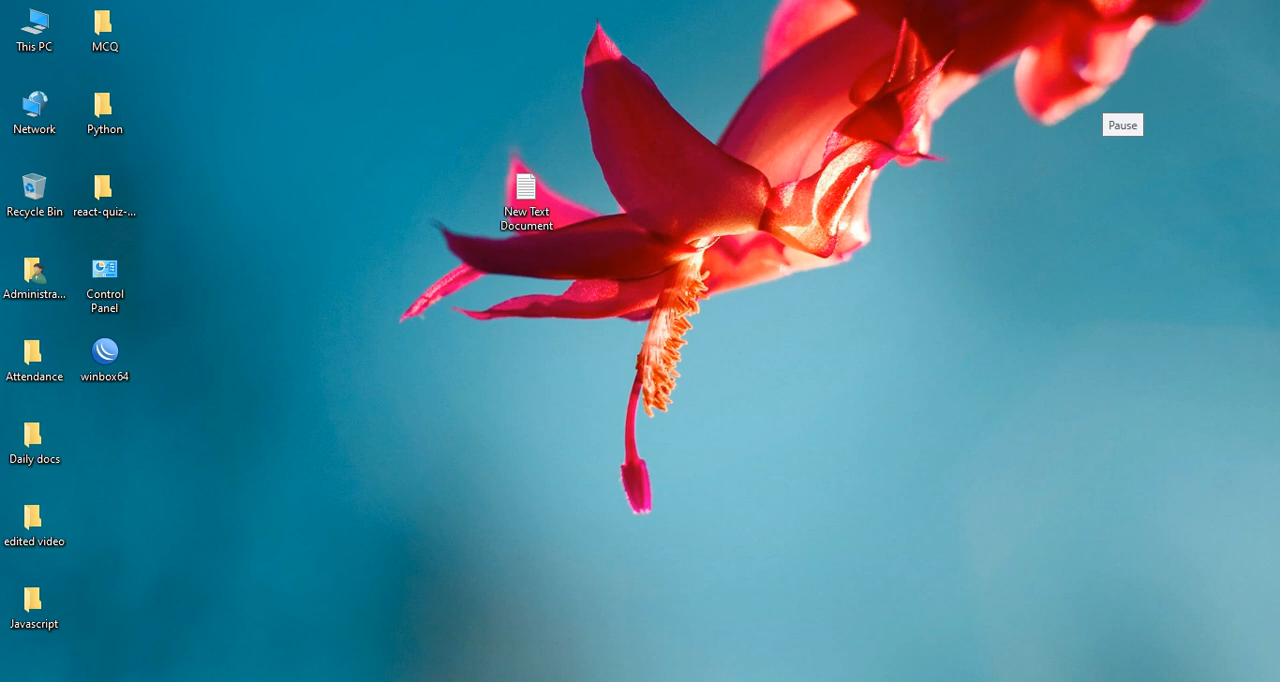 This PC
MCQ
Network
Python
Recycle Bin
react-quiz-...
New Text
Document
Administra...
Control
Panel
Attendance
winbox64
Daily docs
edited video
Javascript
Pause